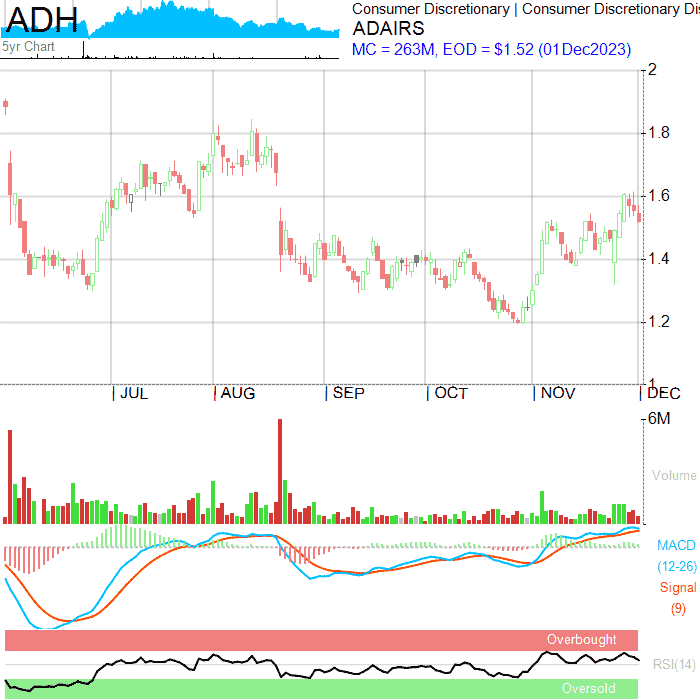 ADH
5yr Chart
Consumer Discretionary | Consumer Discretionary Dis
ADAIRS
MC = 263M, EOD = $1.52 (01Dec2023)
2
1.8
1.6
1.4
1.2
1
JUL
AUG
SEP
OCT
NOV
DEC
6M
Volume
MACD
(12-26)
Signal
(9)
Overbought
RSI(14)
Oversold